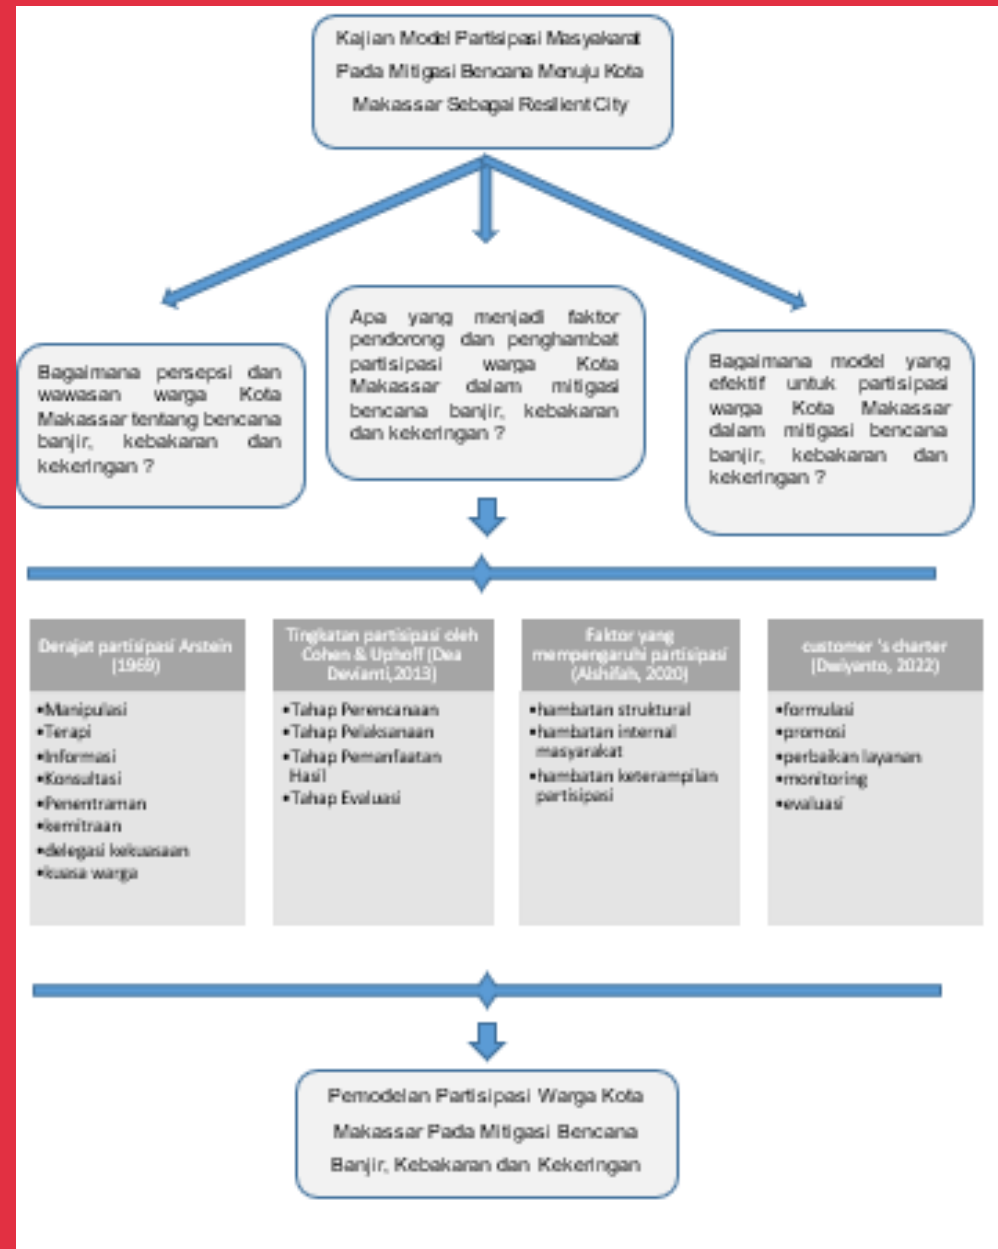 Kajian Model Partisipasi Masyakarat
Pada Mitigasi Bencana Menuju Kota
Makassar Sebagai Resilient City
Bagaimana persepsi dan
wawasan warga Kota
Makassar tentang bencana
banjir, kebakaran dan
kekeringan ?
Apa yang menjadi faktor
pendorong dan penghambat
partisipasi warga Kota
Makassar dalam mitigasi
bencana banjir, kebakaran
dan kekeringan ?
Bagaimana model yang
efektif untuk partisipasi
warga Kota Makassar
dalam mitigasi bencana
banjir, kebakaran dan
kekeringan ?
Derajat partisipasi Arstein
(1969)
•Manipulasi
•Terapi
•Informasi
•Konsultasi
•Penentraman
•kemitraan
•delegasi kekuasaan
•kuasa warga
Tingkatan partisipasi oleh
Cohen & Uphoff (Dea
Devianti,2013)
•Tahap Perencanaan
•Tahap Pelaksanaan
•Tahap Pemanfaatan
Hasil
•Tahap Evaluasi
Faktor yang
mempengaruhi partisipasi
(Alshifah, 2020)
•hambatan struktural
•hambatan internal
masyarakat
•hambatan keterampilan
partisipasi
customer 's charter
(Dwiyanto, 2022)
•formulasi
•promosi
•perbaikan layanan
•monitoring
•evaluasi
Pemodelan Partisipasi Warga Kota
Makassar Pada Mitigasi Bencana
Banjir, Kebakaran dan Kekeringan